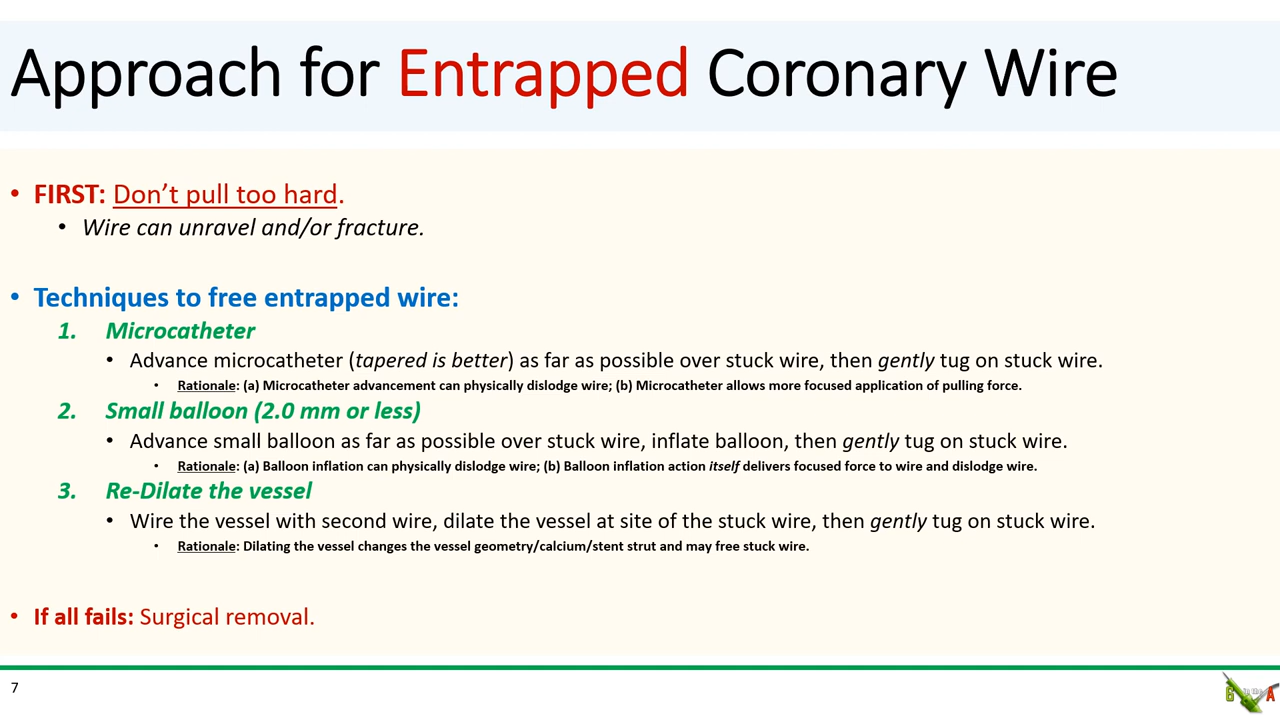 Approach for Entrapped Coronary Wire
• FIRST: Don’t pull too hard.
• Wire can unravel and/or fracture.
• Techniques to free entrapped wire:
1. Microcatheter
• Advance microcatheter (tapered is better) as far as possible over stuck wire, then gently tug on stuck wire.
• Rationale: (a) Microcatheter advancement can physically dislodge wire; (b) Microcatheter allows more focused application of pulling force.
2. Small balloon (2.0 mm or less)
• Advance small balloon as far as possible over stuck wire, inflate balloon, then gently tug on stuck wire.
• Rationale: (a) Balloon inflation can physically dislodge wire; (b) Balloon inflation action itself delivers focused force to wire and dislodge wire.
3. Re-Dilate the vessel
• Wire the vessel with second wire, dilate the vessel at site of the stuck wire, then gently tug on stuck wire.
• Rationale: Dilating the vessel changes the vessel geometry/calcium/stent strut and may free stuck wire.
• If all fails: Surgical removal.
7